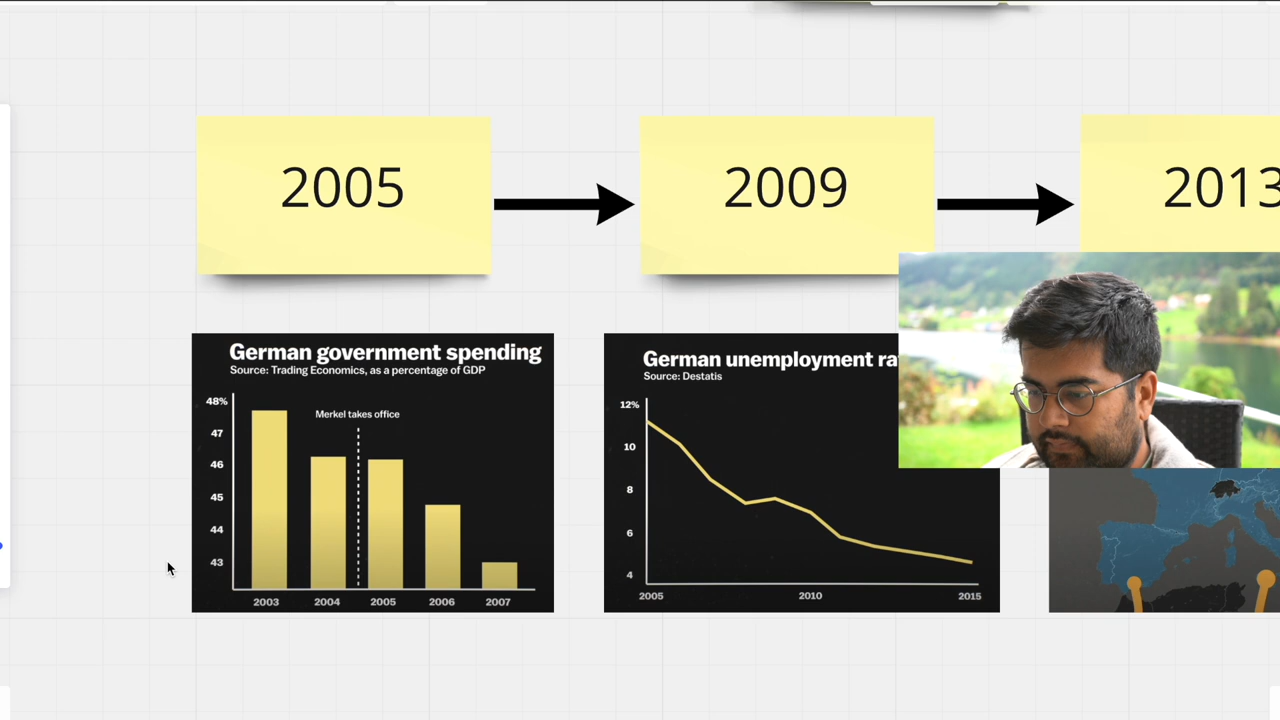 2005
2009
2013
German government spending
Source: Trading Economics, as a percentage of GDP
48%
Merkel takes office
47
46
45
44
43
2003 2004 2005 2006 2007
German unemployment
Source: Destatis
12%
10
8
6
4
2005 2010 2015